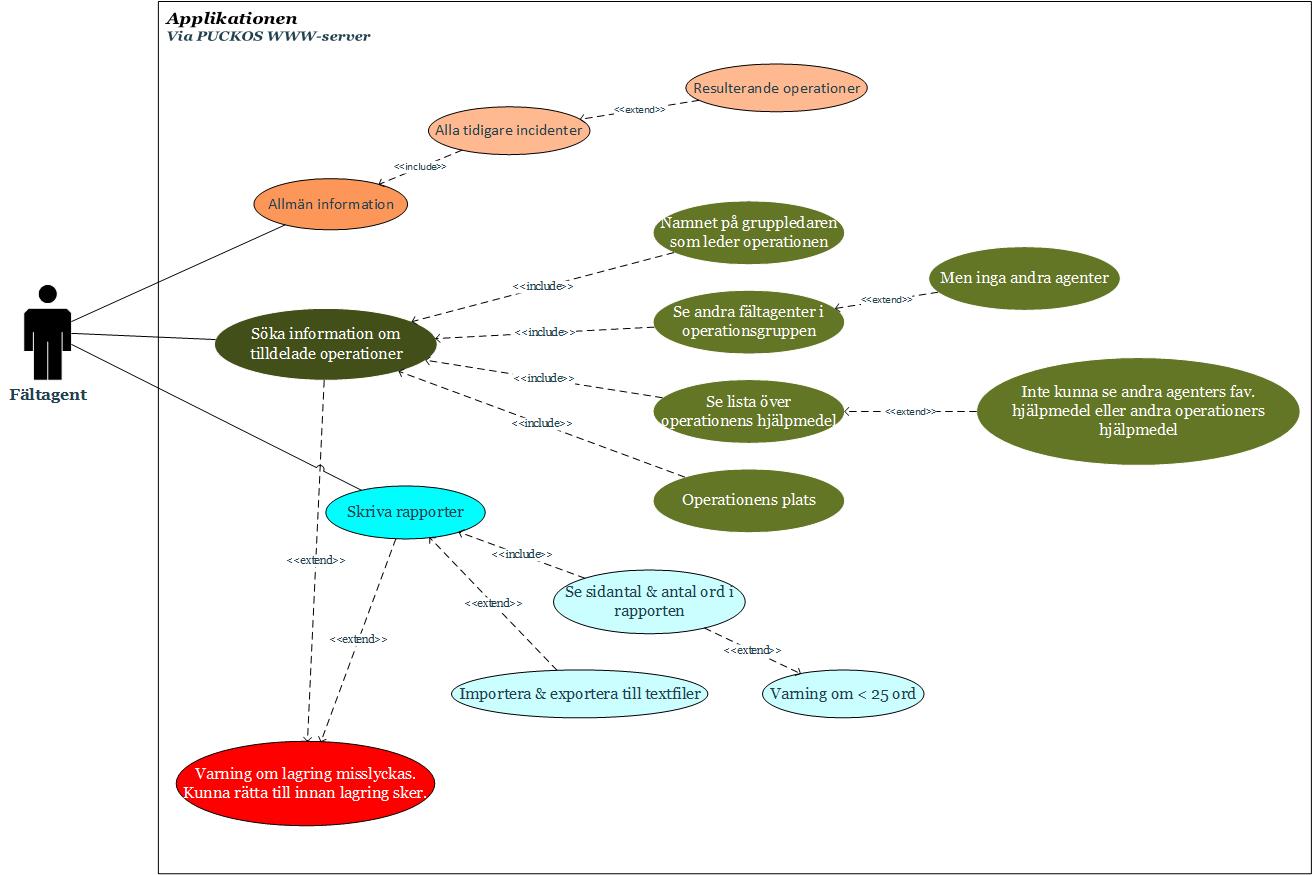 Applikationen
Via PUCKOS WWW-server
Resulterande operationer
<<extend>>
Alla tidigare incidenter
<<include>>
Allmän information
Namnet på gruppledaren
som leder operationen
<<include>>
Men inga andra agenter
<<extend>>
Se andra fältagenter i
operationsgruppen
<<include>>
Söka information om
tilldelade operationer
Fältagent
<<include>>
Se lista över
operationens hjälpmedel
<<extend>>
Inte kunna se andra agenters fav.
hjälpmedel eller andra operationers
hjälpmedel
<<include>>
Operationens plats
Skriva rapporter
<<extend>>
<<include>>
Se sidantal & antal ord i
rapporten
<<extend>>
<<extend>>
<<extend>>
Importera & exportera till textfiler
Varning om < 25 ord
Varning om lagring misslyckas.
Kunna rätta till innan lagring sker.